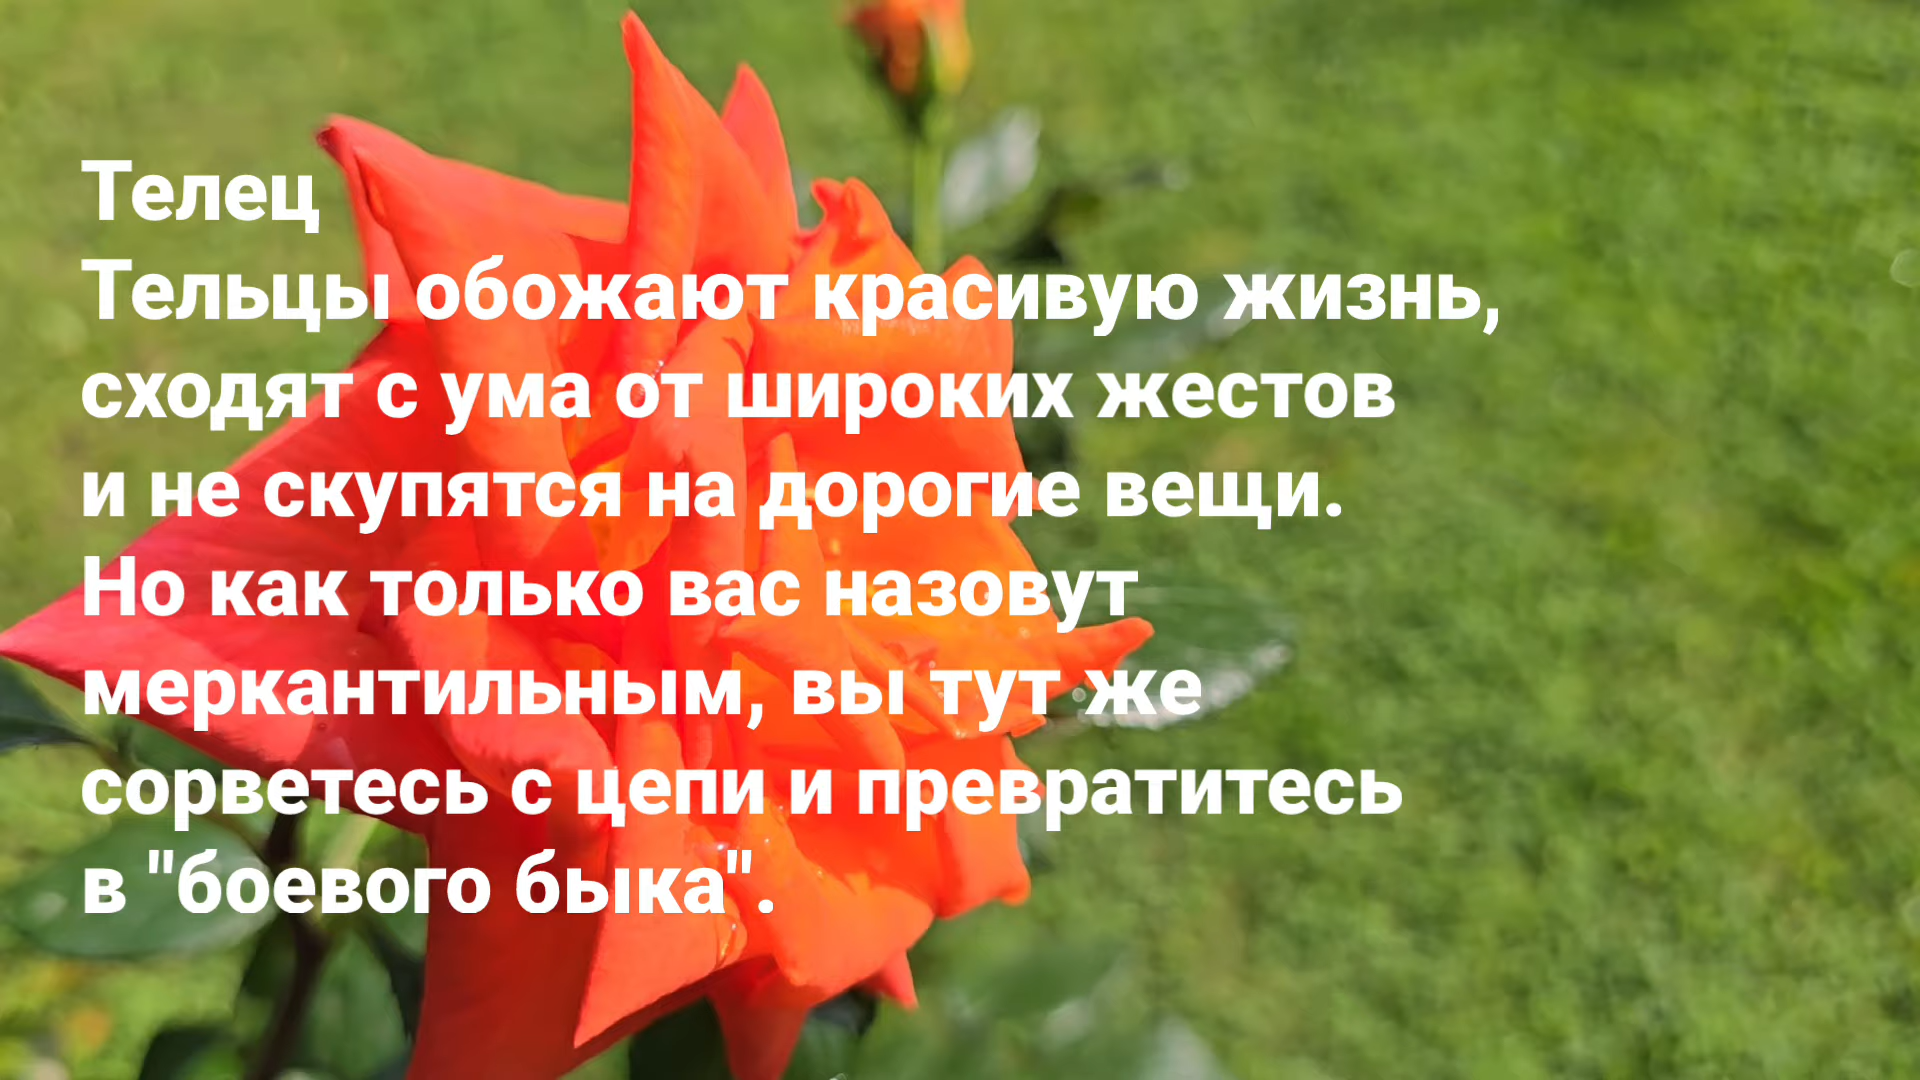 Телец
Тельцы обожают красивую жизнь,
сходят с ума от широких жестов
и не скупятся на дорогие вещи.
Но как только вас назовут
меркантильным, вы тут же
сорветесь с цепи и превратитесь
в "боевого быка".